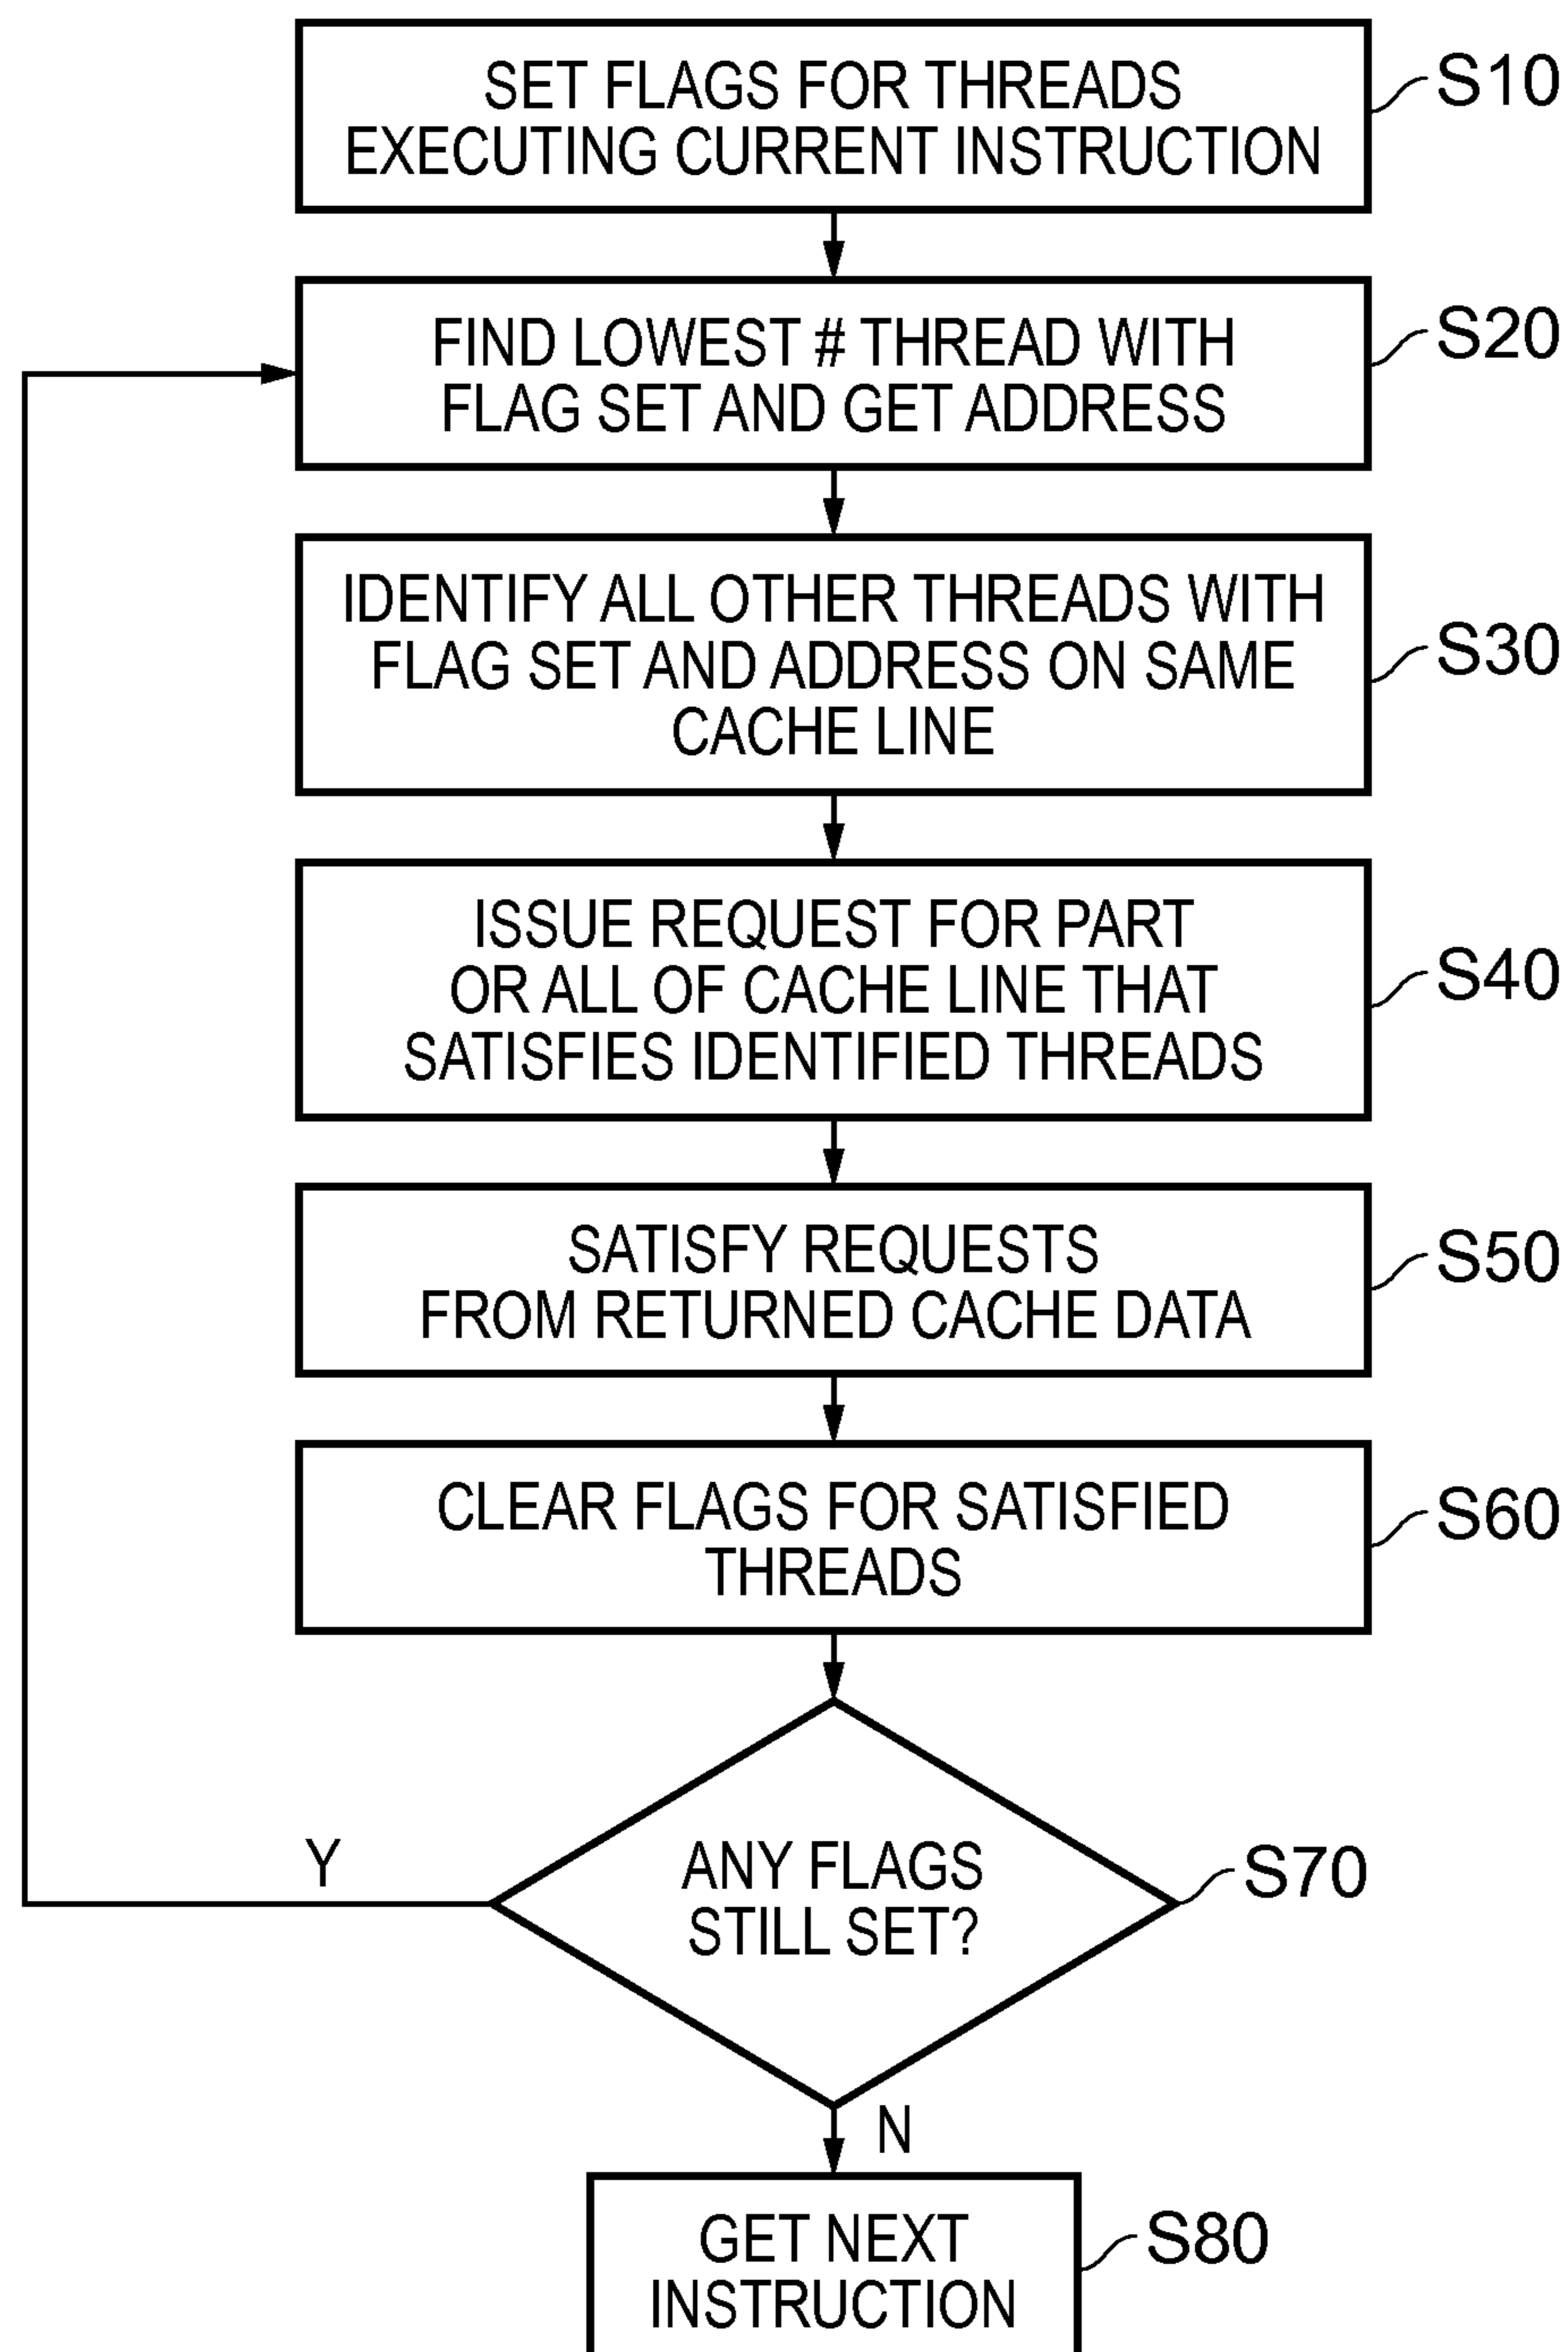 SET FLAGS FOR THREADS
EXECUTING CURRENT INSTRUCTION
S10
FIND LOWEST # THREAD WITH
FLAG SET AND GET ADDRESS
S20
IDENTIFY ALL OTHER THREADS WITH
FLAG SET AND ADDRESS ON SAME
CACHE LINE
S30
ISSUE REQUEST FOR PART
OR ALL OF CACHE LINE THAT
SATISFIES IDENTIFIED THREADS
S40
SATISFY REQUESTS
FROM RETURNED CACHE DATA
S50
CLEAR FLAGS FOR SATISFIED
THREADS
S60
ANY FLAGS
STILL SET?
S70
Y
N
GET NEXT
INSTRUCTION
S80